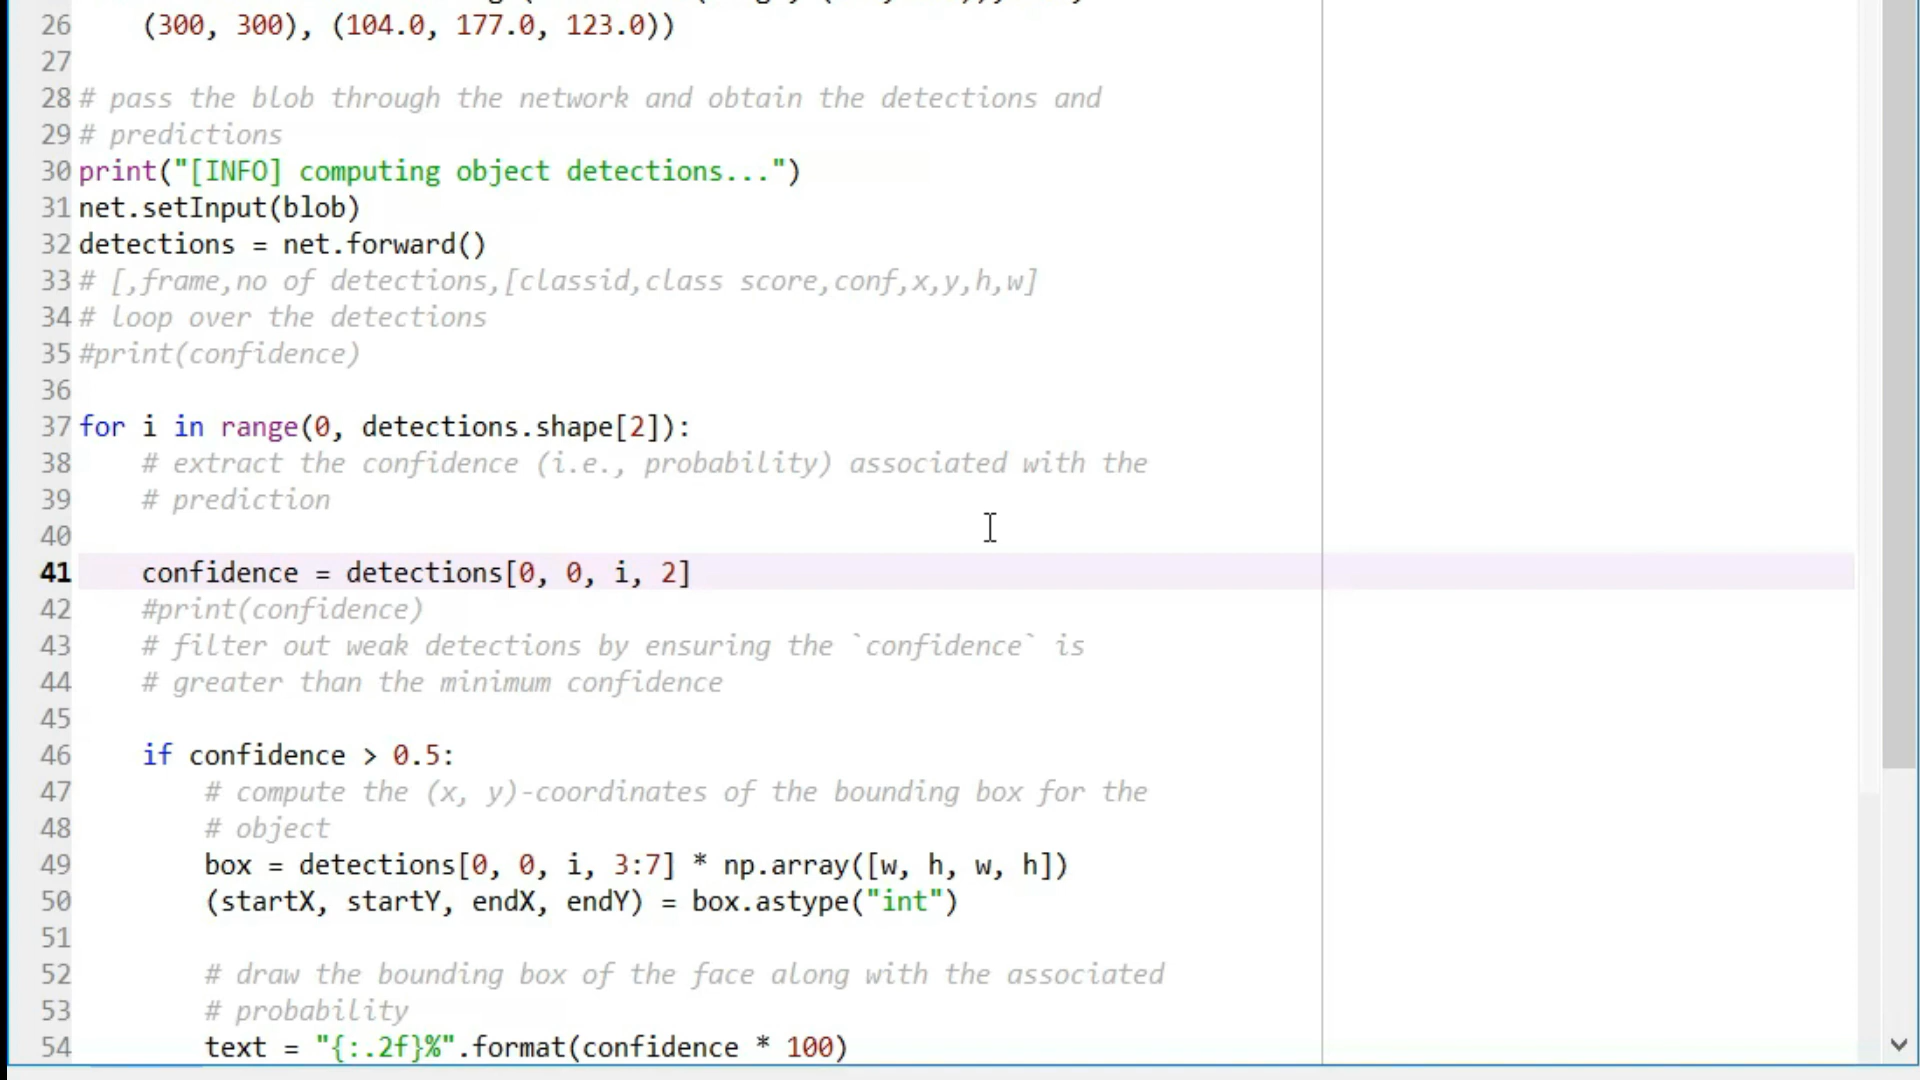 26     (300, 300), (104.0, 177.0, 123.0))
27
28 # pass the blob through the network and obtain the detections and
29 # predictions
30 print("[INFO] computing object detections...")
31 net.setInput(blob)
32 detections = net.forward()
33 # [,frame,no of detections,[classid,class score,conf,x,y,h,w]
34 # loop over the detections
35 #print(confidence)
36
37 for i in range(0, detections.shape[2]):
38     # extract the confidence (i.e., probability) associated with the
39     # prediction
40
41     confidence = detections[0, 0, i, 2]
42     #print(confidence)
43     # filter out weak detections by ensuring the `confidence` is
44     # greater than the minimum confidence
45
46     if confidence > 0.5:
47         # compute the (x, y)-coordinates of the bounding box for the
48         # object
49         box = detections[0, 0, i, 3:7] * np.array([w, h, w, h])
50         (startX, startY, endX, endY) = box.astype("int")
51
52         # draw the bounding box of the face along with the associated
53         # probability
54         text = "{:.2f}%".format(confidence * 100)